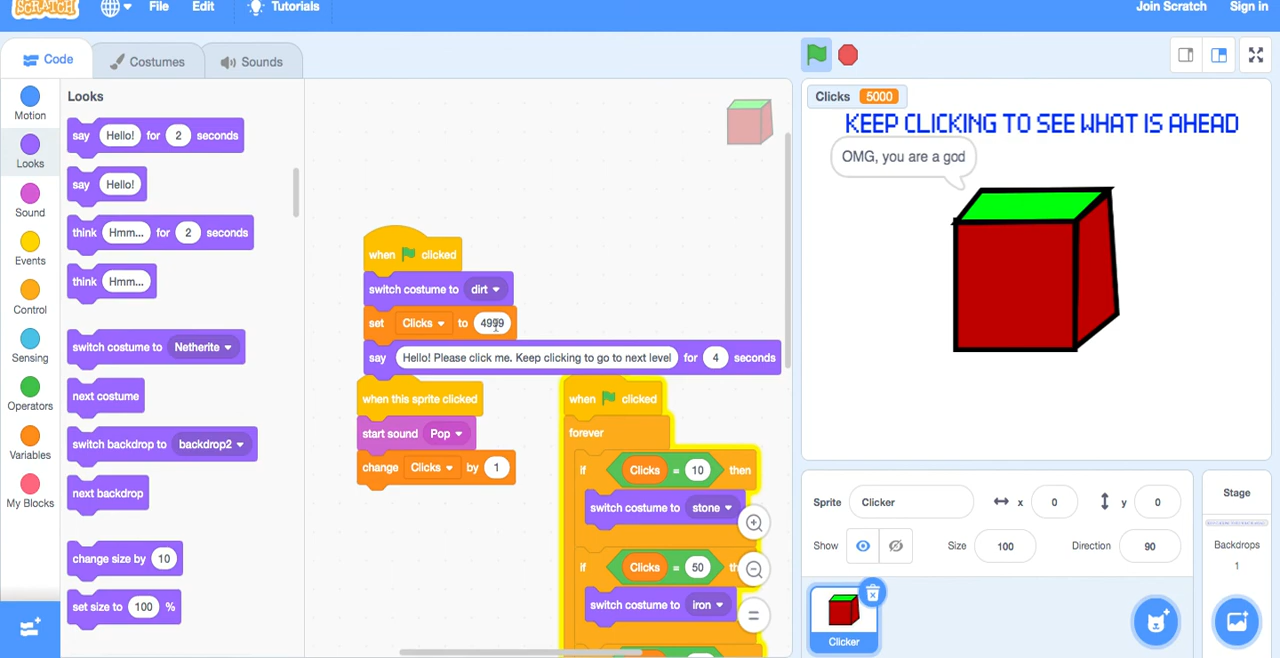 SCRATCH File Edit Tutorials Join Scratch Sign in
Code Costumes Sounds
Motion
Looks
Sound
Events
Control
Sensing
Operators
Variables
My Blocks
Looks
say Hello! for 2 seconds
say Hello!
think Hmm... for 2 seconds
think Hmm...
switch costume to Netherite
next costume
switch backdrop to backdrop2
next backdrop
change size by 10
set size to 100 %
when clicked
switch costume to dirt
set Clicks to 4999
say Hello! Please click me. Keep clicking to go to next level for 4 seconds
when this sprite clicked
start sound Pop
change Clicks by 1
when clicked
forever
if Clicks = 10 then
switch costume to stone
if Clicks = 50 th
switch costume to iron
Clicks 5000
KEEP CLICKING TO SEE WHAT IS AHEAD
OMG, you are a god
Sprite Clicker x 0 y 0
Show Size 100 Direction 90
Clicker
Stage
Backdrops
1